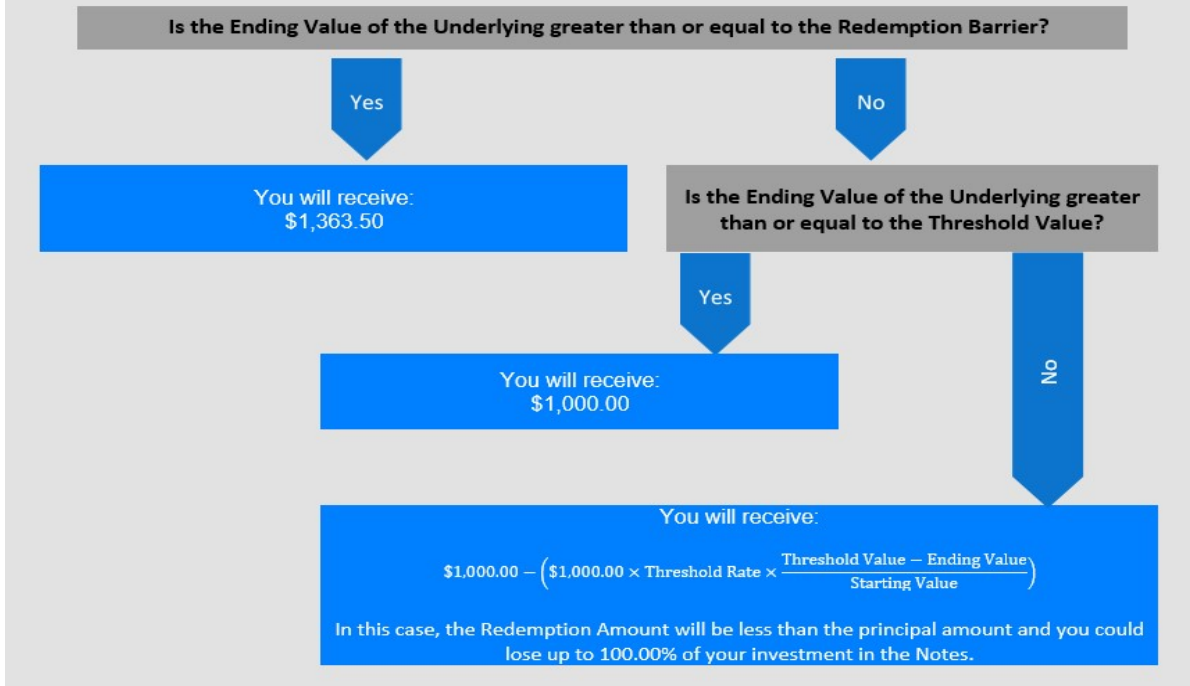 Is the Ending Value of the Underlying greater than or equal to the Redemption Barrier?
Yes
No
You will receive:
$1,363.50
Is the Ending Value of the Underlying greater
than or equal to the Threshold Value?
Yes
No
You will receive:
$1,000.00
You will receive:
$1,000.00 − ($1,000.00 × Threshold Rate × (Threshold Value − Ending Value / Starting Value))
In this case, the Redemption Amount will be less than the principal amount and you could
lose up to 100.00% of your investment in the Notes.